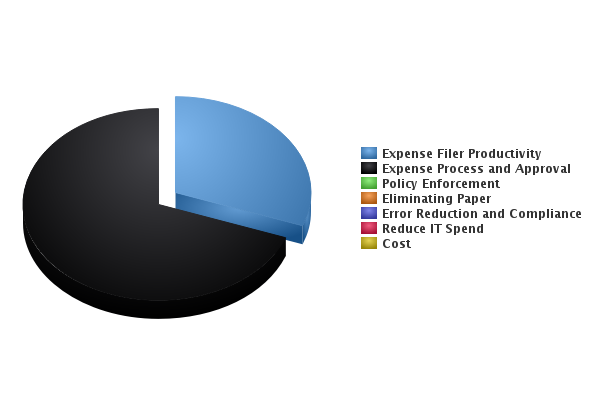 Expense Filer Productivity
Expense Process and Approval
Policy Enforcement
Eliminating Paper
Error Reduction and Compliance
Reduce IT Spend
Cost